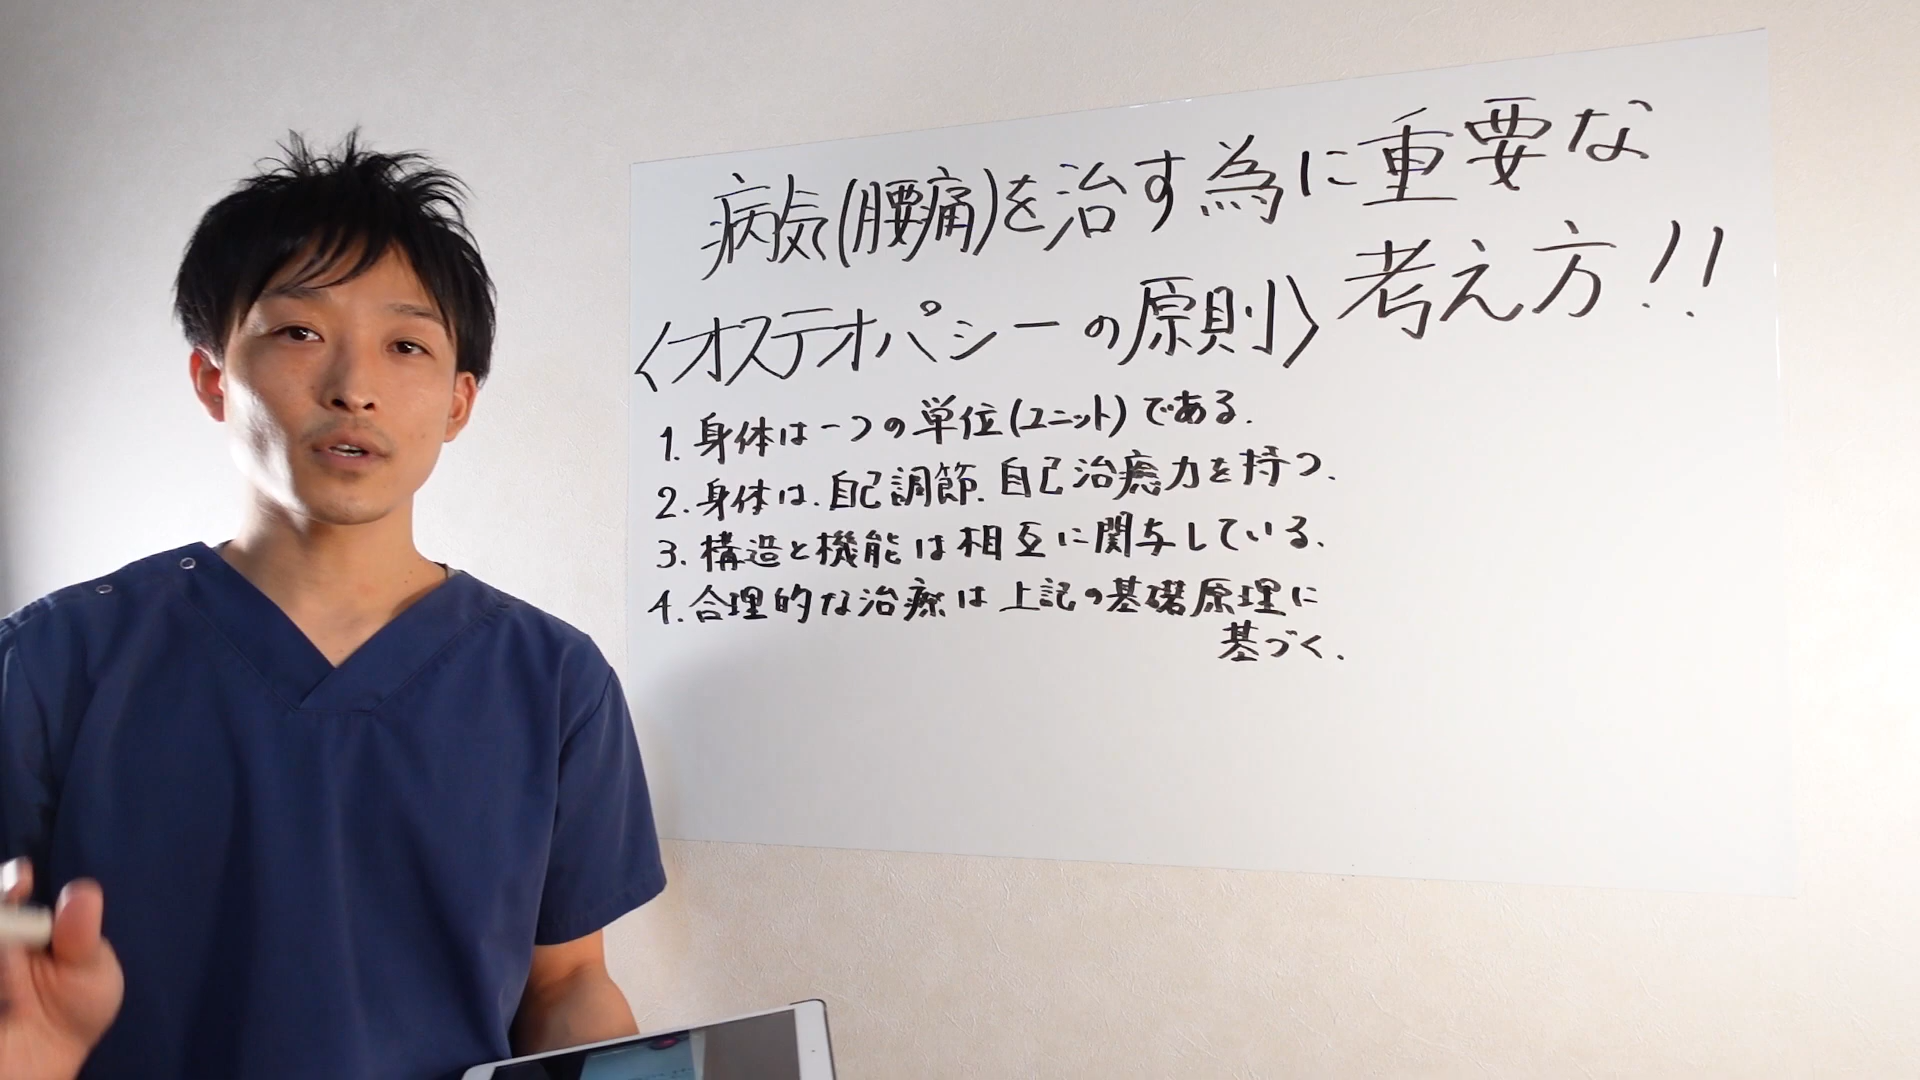 病気(腰痛)を治す為に重要な
考え方!!
〈オステオパシーの原則〉
1. 身体は一つの単位(ユニット)である.
2. 身体は.自己調節.自己治癒力を持つ.
3. 構造と機能は相互に関与している.
4. 合理的な治療は上記の基礎原理に
基づく.